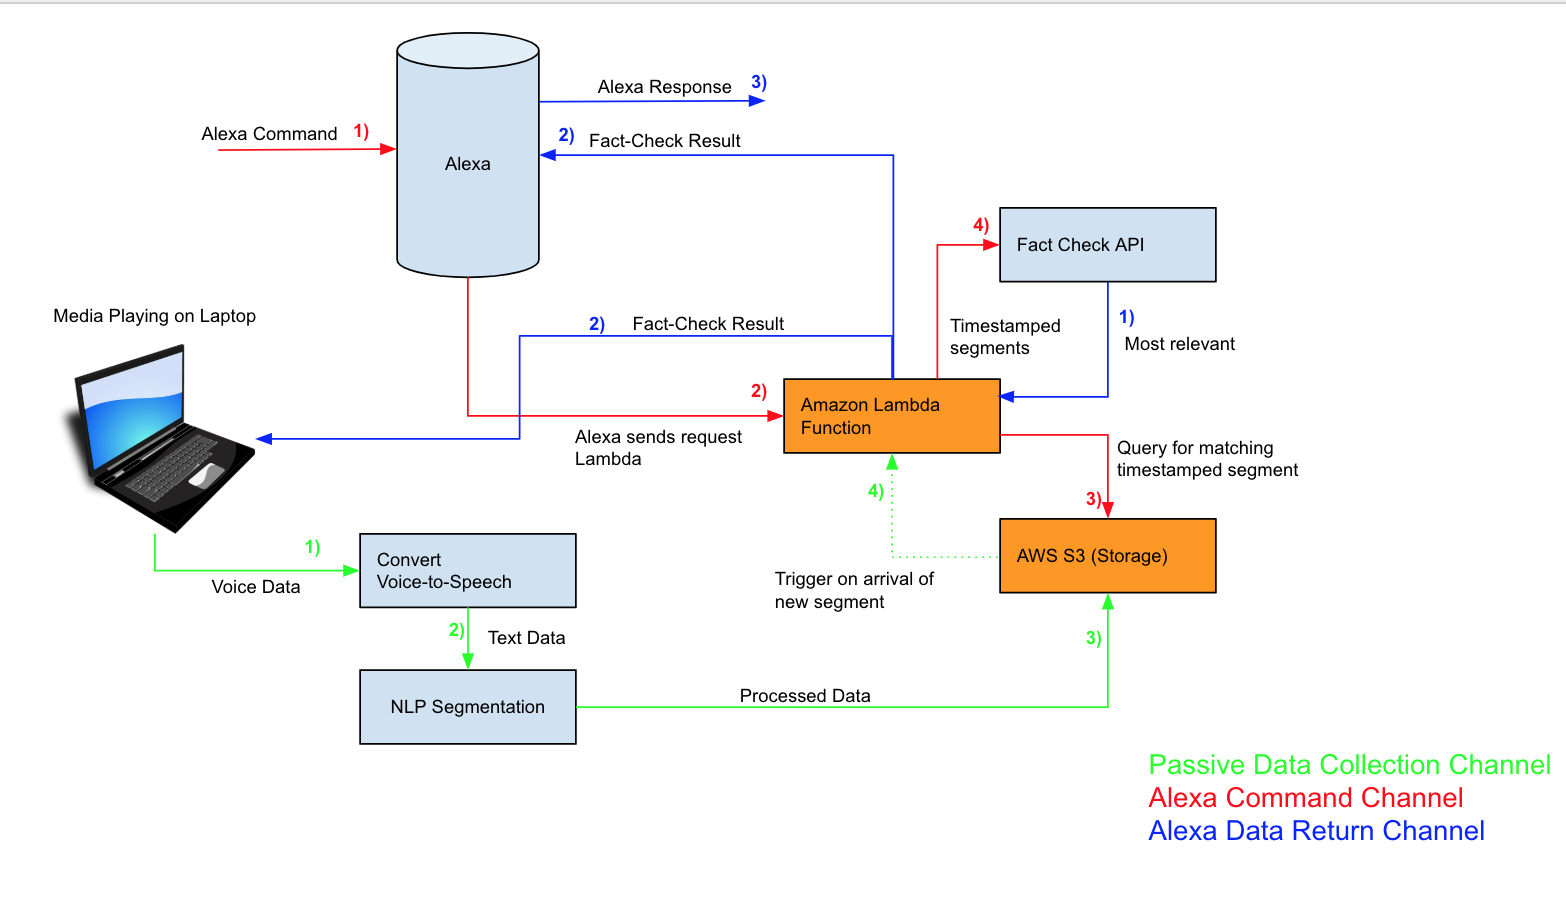 Alexa Response 3)
Alexa Command 1)
2) Fact-Check Result
Alexa
4)
Fact Check API
Media Playing on Laptop
2) Fact-Check Result
Timestamped
segments
1)
Most relevant
2)
Amazon Lambda
Function
Alexa sends request
Lambda
Query for matching
timestamped segment
4)
3)
1)
Convert
Voice-to-Speech
AWS S3 (Storage)
Voice Data
Trigger on arrival of
new segment
2)
Text Data
3)
NLP Segmentation
Processed Data
Passive Data Collection Channel
Alexa Command Channel
Alexa Data Return Channel